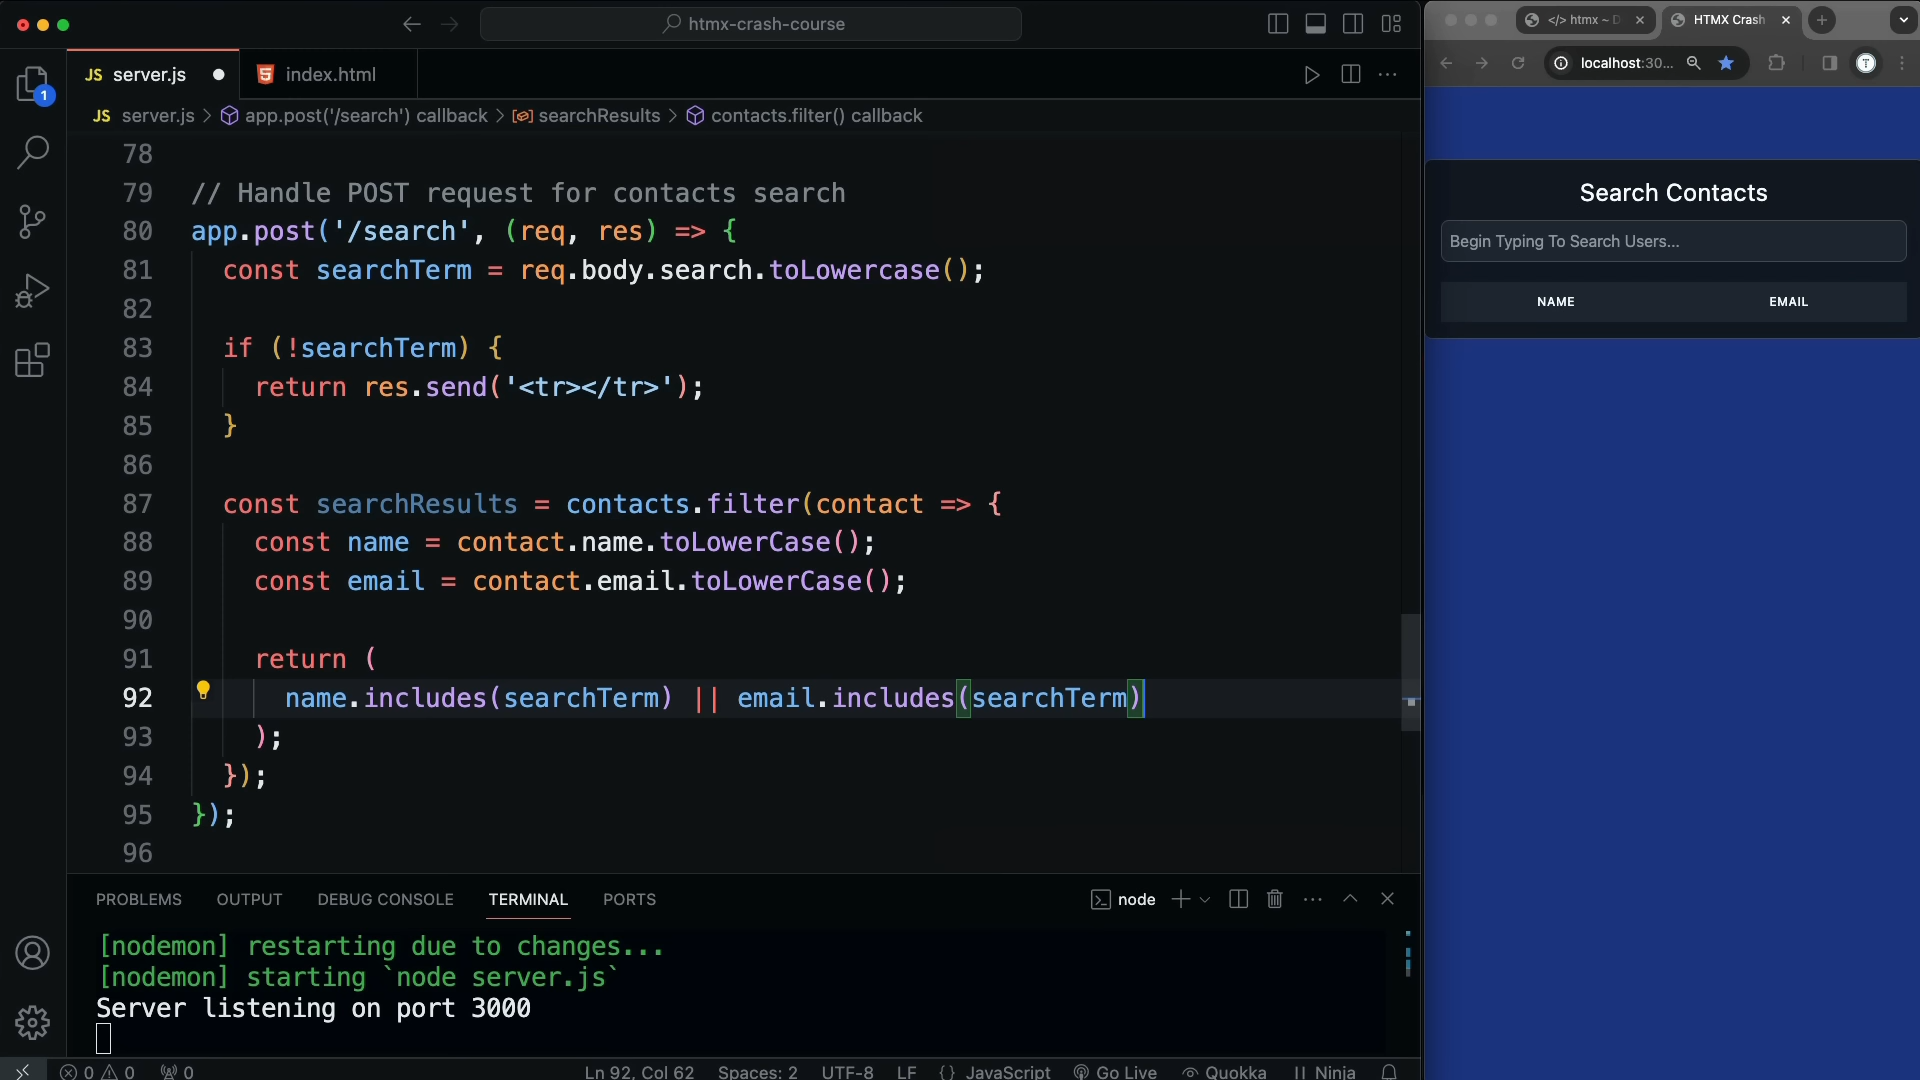 htmx-crash-course
JS server.js
index.html
1
JS server.js > app.post('/search') callback > searchResults > contacts.filter() callback
78
79 // Handle POST request for contacts search
80 app.post('/search', (req, res) => {
81 const searchTerm = req.body.search.toLowercase();
82
83 if (!searchTerm) {
84 return res.send('<tr></tr>');
85 }
86
87 const searchResults = contacts.filter(contact => {
88 const name = contact.name.toLowerCase();
89 const email = contact.email.toLowerCase();
90
91 return (
92 name.includes(searchTerm) || email.includes(searchTerm)
93 );
94 });
95 });
96
PROBLEMS OUTPUT DEBUG CONSOLE TERMINAL PORTS
node
[nodemon] restarting due to changes...
[nodemon] starting `node server.js`
Server listening on port 3000
0 0 0 Ln 92, Col 62 Spaces: 2 UTF-8 LF {} JavaScript Go Live Quokka Ninja
</> htmx ~ D
HTMX Crash
localhost:30...
T
Search Contacts
Begin Typing To Search Users...
NAME EMAIL